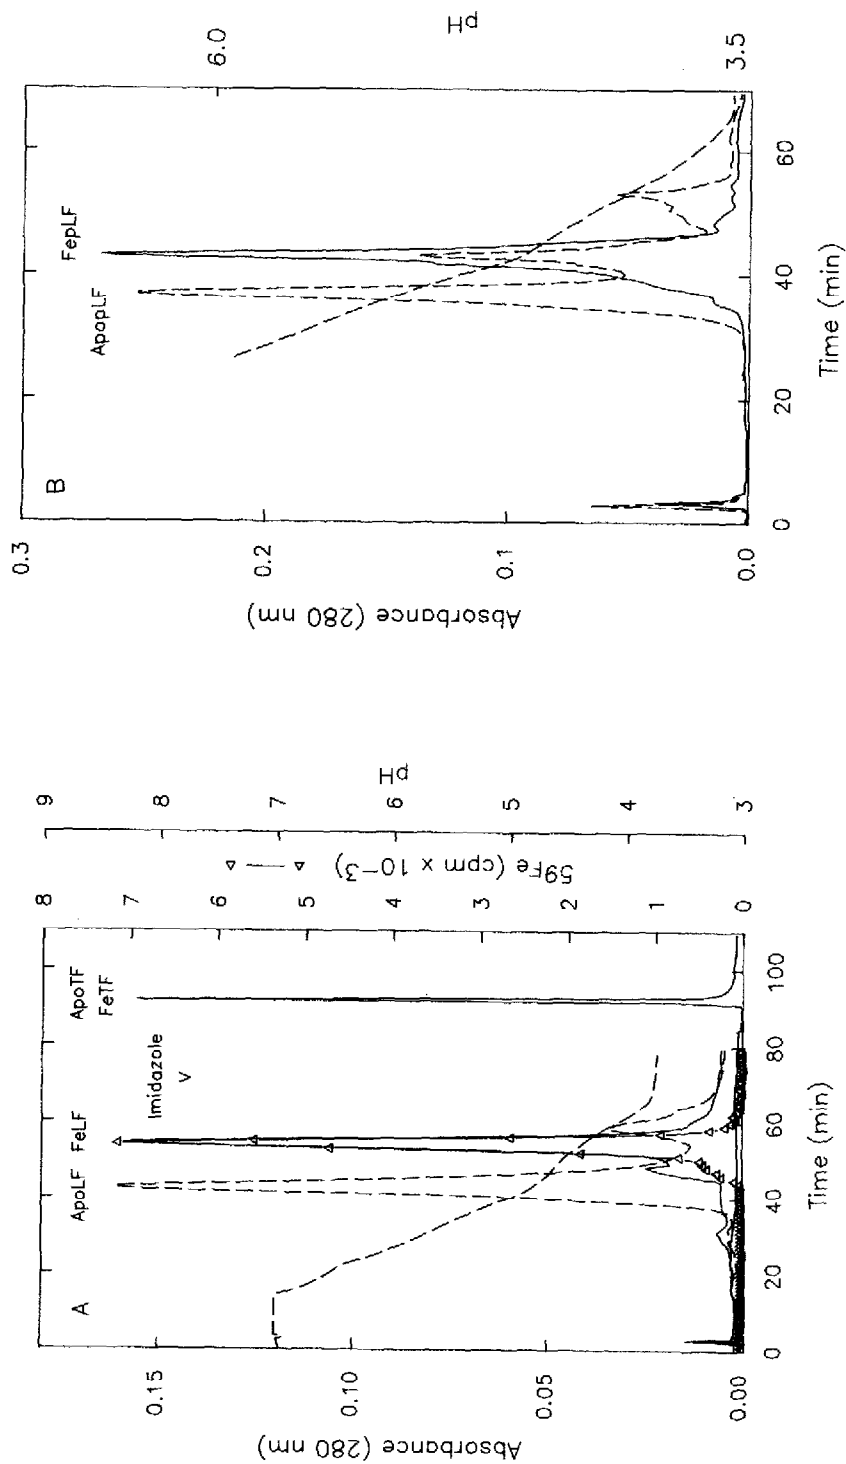 A
ApoLF
FeLF
Imidazole
V
ApoTF
FeTF
Absorbance (280 nm)
0.15
0.10
0.05
0.00
0
20
40
60
80
100
Time (min)
8
7
6
5
4
3
2
1
0
59Fe (cpm x 10-3) △ — △
9
8
7
6
5
4
3
pH
B
ApopLF
FepLF
Absorbance (280 nm)
0.3
0.2
0.1
0.0
0
20
40
60
Time (min)
6.0
3.5
pH